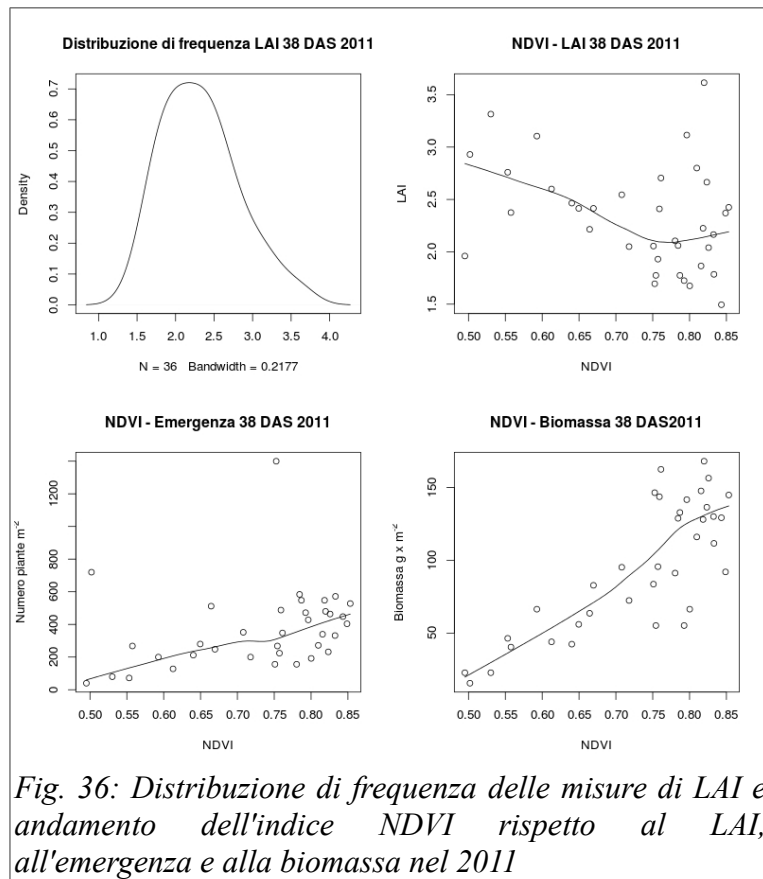 Distribuzione di frequenza LAI 38 DAS 2011
Density
0.0 0.1 0.2 0.3 0.4 0.5 0.6 0.7
1.0 1.5 2.0 2.5 3.0 3.5 4.0
N = 36 Bandwidth = 0.2177
NDVI - LAI 38 DAS 2011
LAI
1.5 2.0 2.5 3.0 3.5
0.50 0.55 0.60 0.65 0.70 0.75 0.80 0.85
NDVI
NDVI - Emergenza 38 DAS 2011
Numero piante m⁻²
0 200 400 600 800 1200
0.50 0.55 0.60 0.65 0.70 0.75 0.80 0.85
NDVI
NDVI - Biomassa 38 DAS2011
Biomassa g x m⁻²
50 100 150
0.50 0.55 0.60 0.65 0.70 0.75 0.80 0.85
NDVI
Fig. 36: Distribuzione di frequenza delle misure di LAI e
andamento dell'indice NDVI rispetto al LAI,
all'emergenza e alla biomassa nel 2011